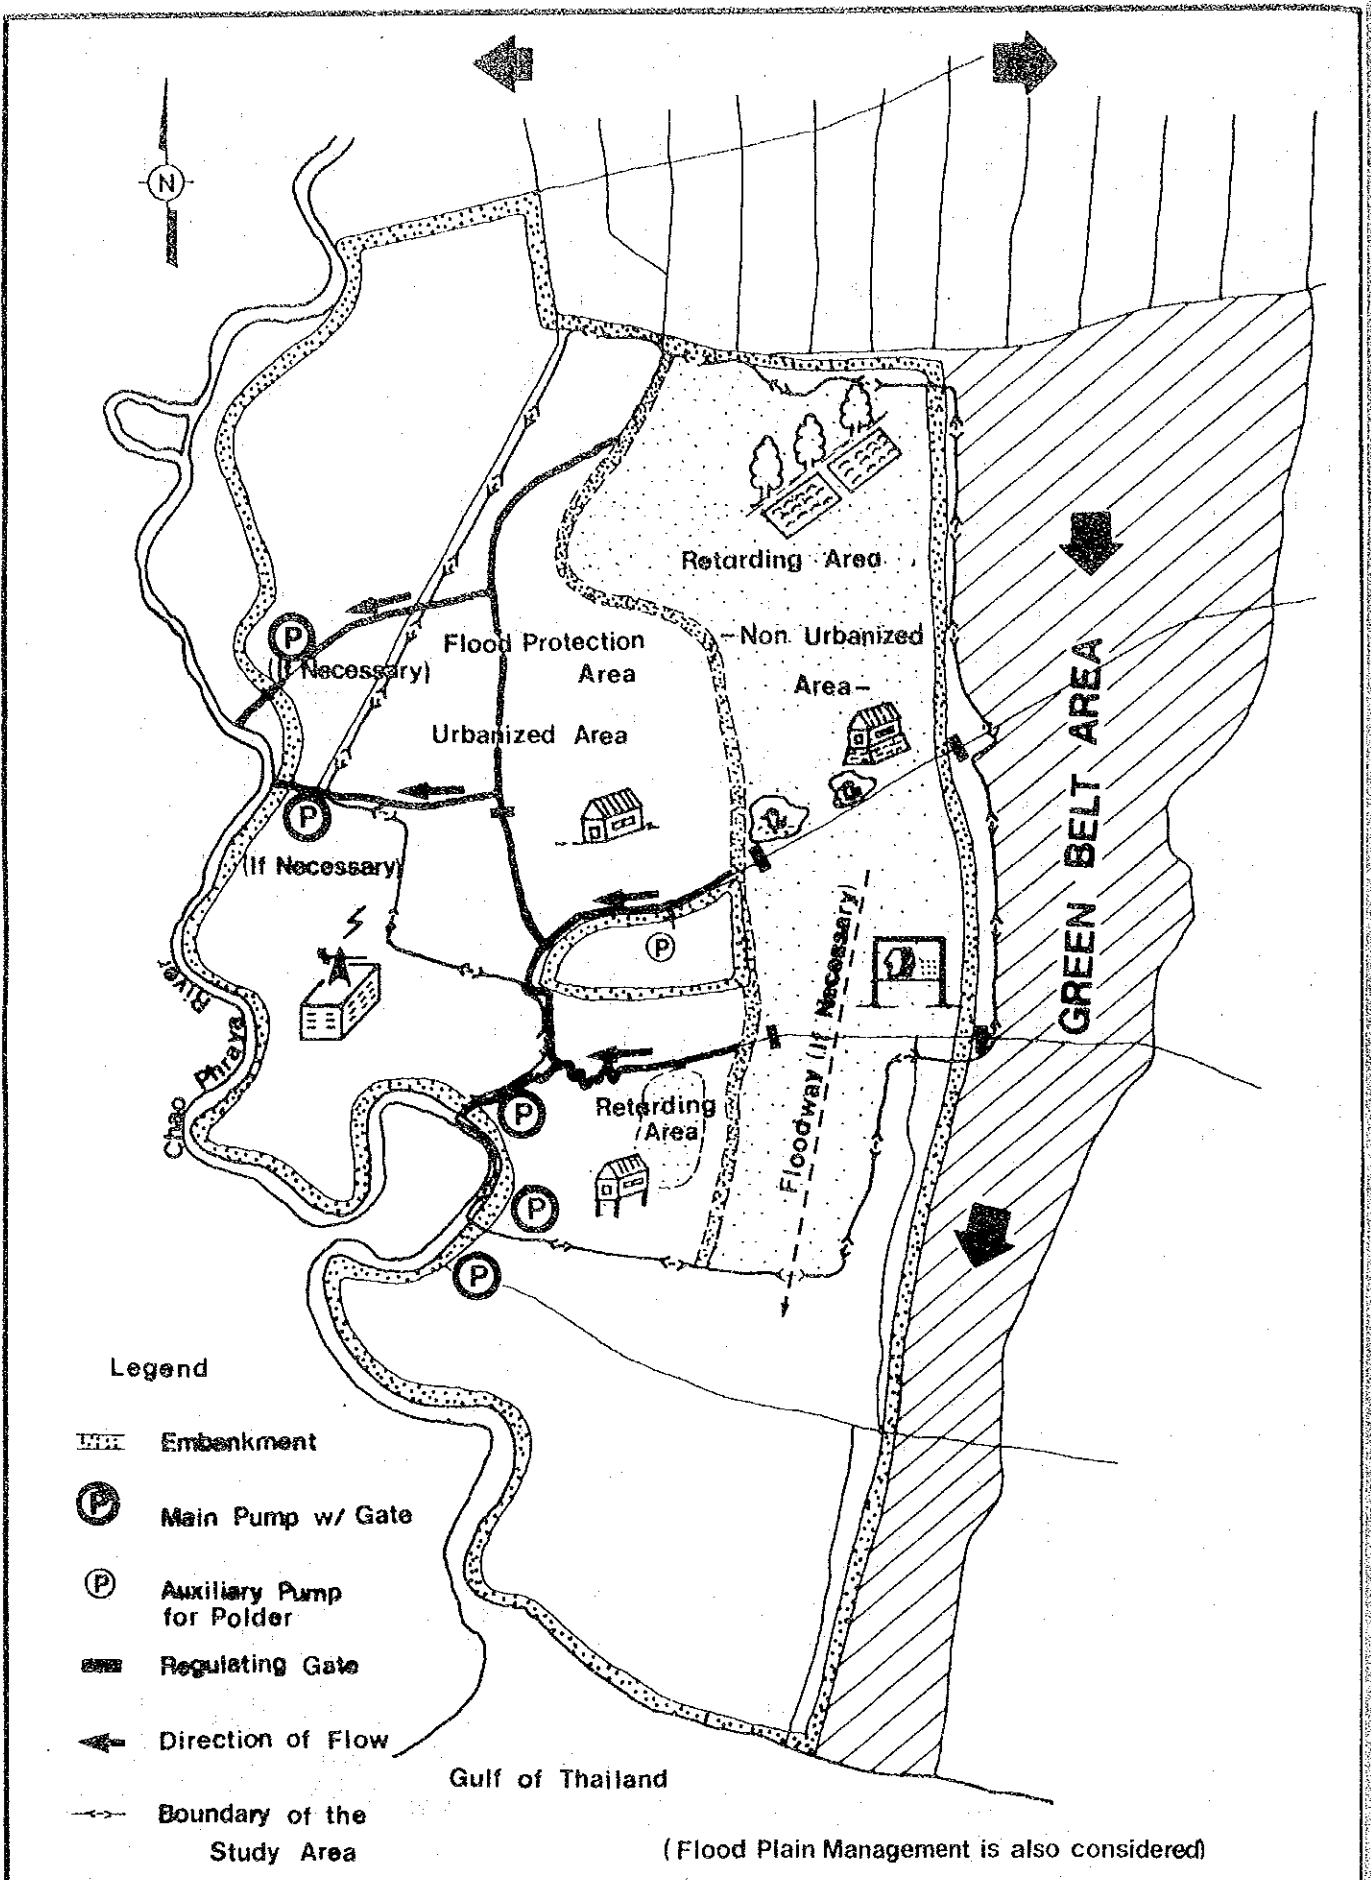 N
Retarding Area
-Non Urbanized
Area-
Flood Protection
Area
Urbanized Area
P
(If Necessary)
P
(If Necessary)
P
GREEN BELT AREA
Floodway (If Necessary)
Chao Phraya River
P
Retarding
Area
P
P
Legend
Embankment
P
Main Pump w/ Gate
P
Auxiliary Pump
for Polder
Regulating Gate
Direction of Flow
Boundary of the
Study Area
Gulf of Thailand
(Flood Plain Management is also considered)